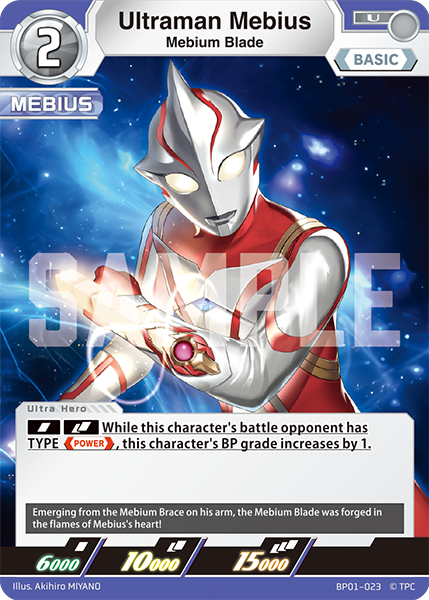 Ultraman Mebius
Mebium Blade
U
2
BASIC
MEBIUS
SAMPLE
Ultra Hero
While this character's battle opponent has
TYPE POWER, this character's BP grade increases by 1.
Emerging from the Mebium Brace on his arm, the Mebium Blade was forged in
the flames of Mebius's heart!
6000 10000 15000
Illus. Akihiro MIYANO BP01-023 © TPC